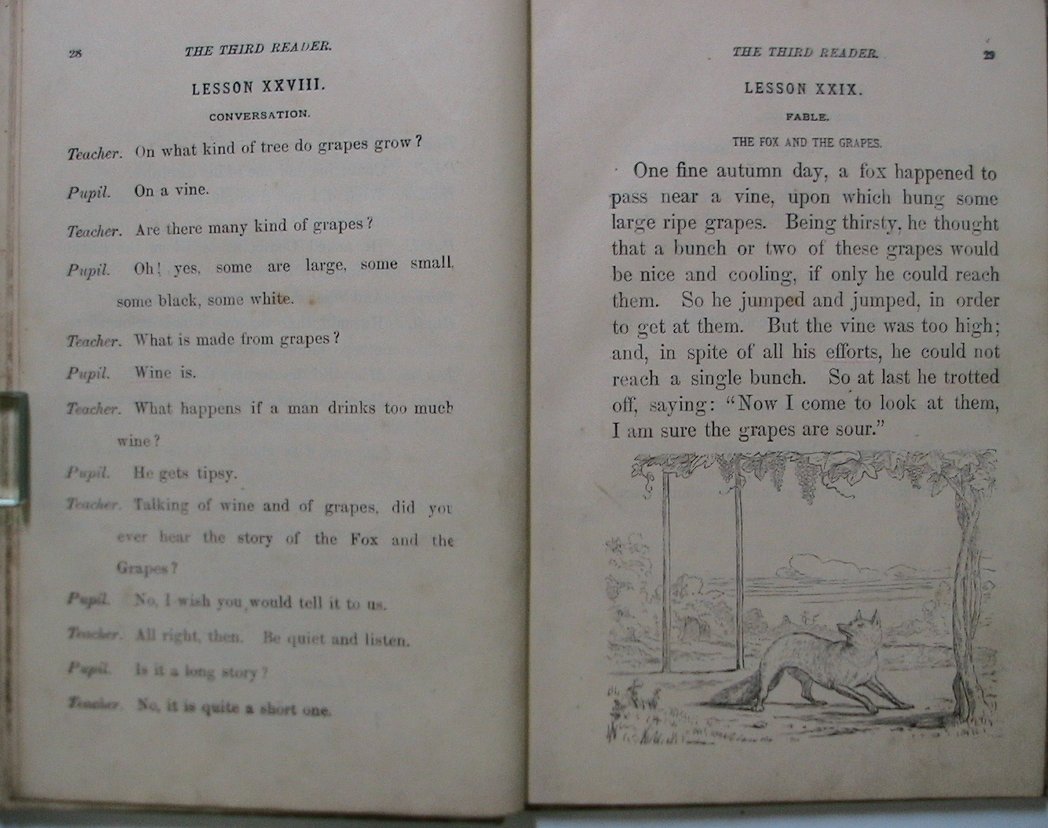 28
THE THIRD READER.
LESSON XXVIII.
CONVERSATION.
Teacher. On what kind of tree do grapes grow?
Pupil. On a vine.
Teacher. Are there many kind of grapes?
Pupil. Oh! yes, some are large, some small,
some black, some white.
Teacher. What is made from grapes?
Pupil. Wine is.
Teacher. What happens if a man drinks too much
wine?
Pupil. He gets tipsy.
Teacher. Talking of wine and of grapes, did you
ever hear the story of the Fox and the
Grapes?
Pupil. No, I wish you would tell it to us.
Teacher. All right, then. Be quiet and listen.
Pupil. Is it a long story?
Teacher. No, it is quite a short one.
THE THIRD READER.
29
LESSON XXIX.
FABLE.
THE FOX AND THE GRAPES.
One fine autumn day, a fox happened to
pass near a vine, upon which hung some
large ripe grapes. Being thirsty, he thought
that a bunch or two of these grapes would
be nice and cooling, if only he could reach
them. So he jumped and jumped, in order
to get at them. But the vine was too high;
and, in spite of all his efforts, he could not
reach a single bunch. So at last he trotted
off, saying: "Now I come to look at them,
I am sure the grapes are sour."